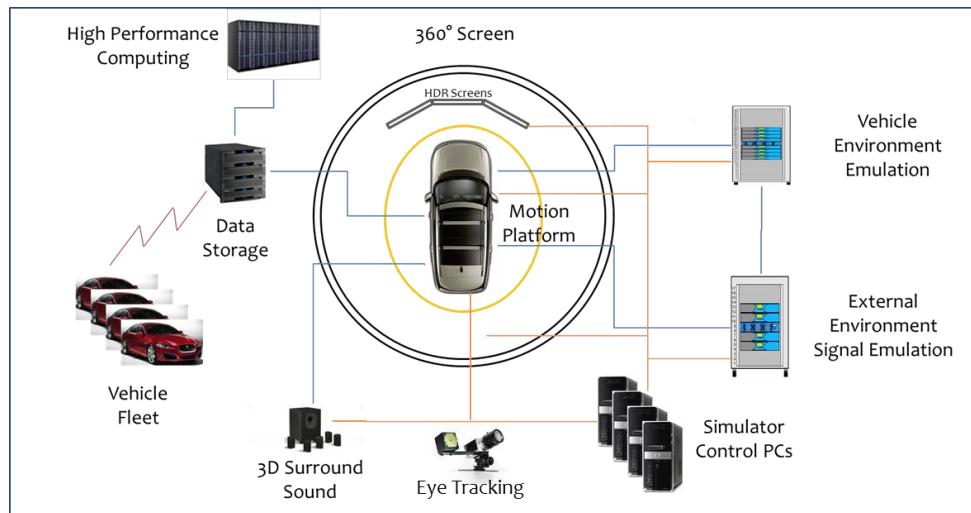 High Performance
Computing
360° Screen
HDR Screens
Vehicle
Environment
Emulation
Data
Storage
Motion
Platform
External
Environment
Signal Emulation
Vehicle
Fleet
3D Surround
Sound
Eye Tracking
Simulator
Control PCs